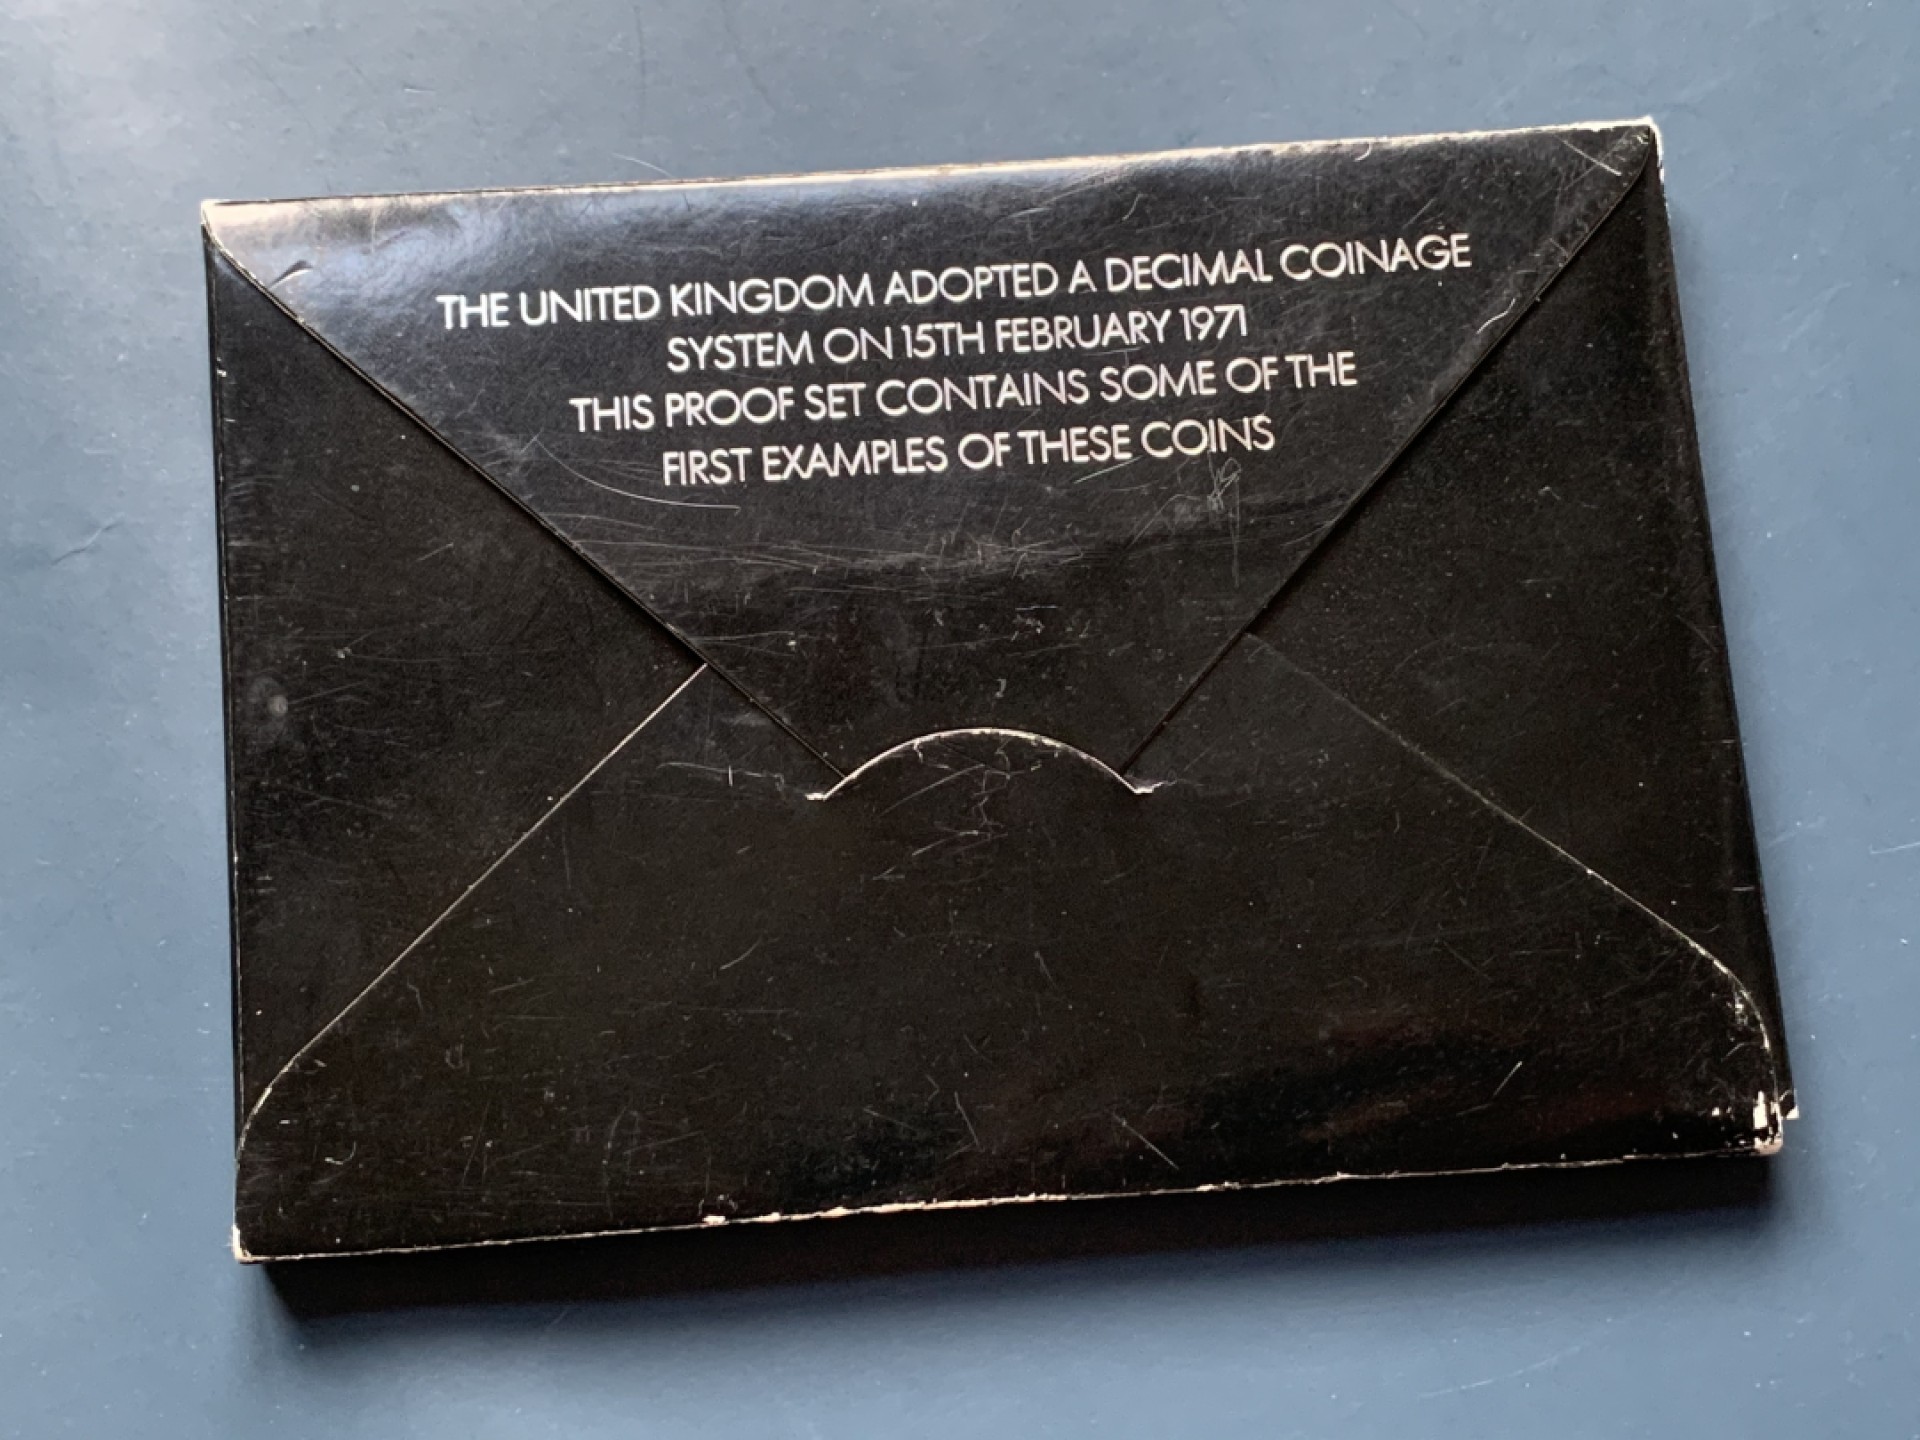 THE UNITED KINGDOM ADOPTED A DECIMAL COINAGE
SYSTEM ON 15TH FEBRUARY 1971
THIS PROOF SET CONTAINS SOME OF THE
FIRST EXAMPLES OF THESE COINS